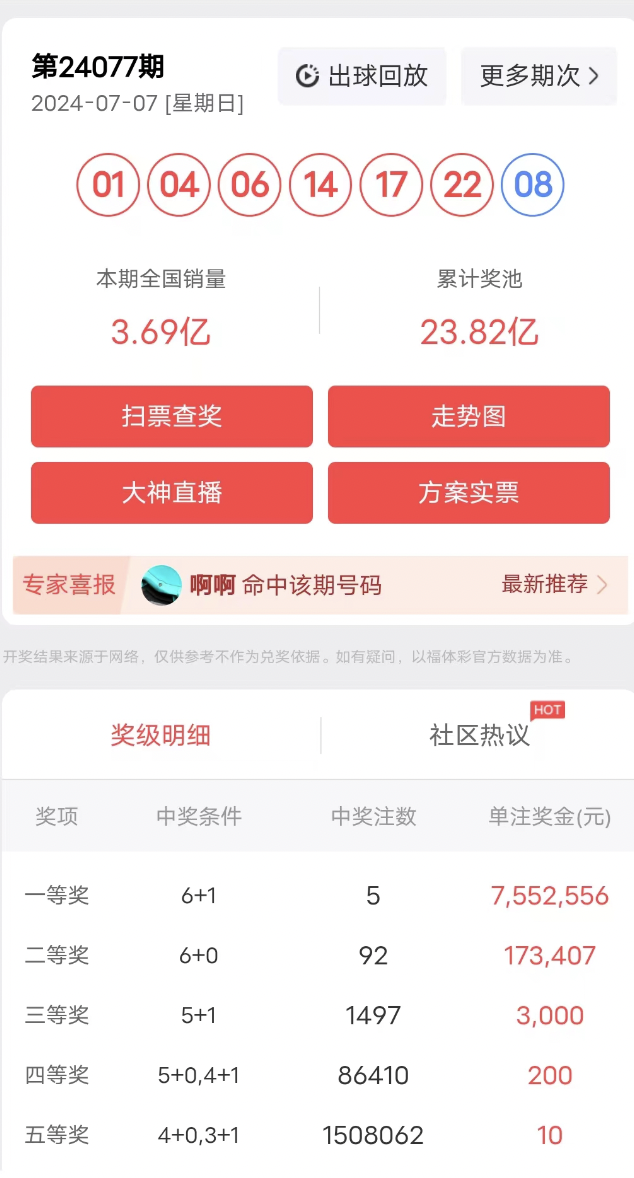 第24077期
2024-07-07 [星期日]
出球回放
更多期次
01 04 06 14 17 22 08
本期全国销量 累计奖池
3.69亿 23.82亿
扫票查奖 走势图
大神直播 方案实票
专家喜报 啊啊 命中该期号码 最新推荐
开奖结果来源于网络，仅供参考不作为兑奖依据。如有疑问，以福体彩官方数据为准。
奖级明细 社区热议 HOT
奖项 中奖条件 中奖注数 单注奖金(元)
一等奖 6+1 5 7,552,556
二等奖 6+0 92 173,407
三等奖 5+1 1497 3,000
四等奖 5+0,4+1 86410 200
五等奖 4+0,3+1 1508062 10